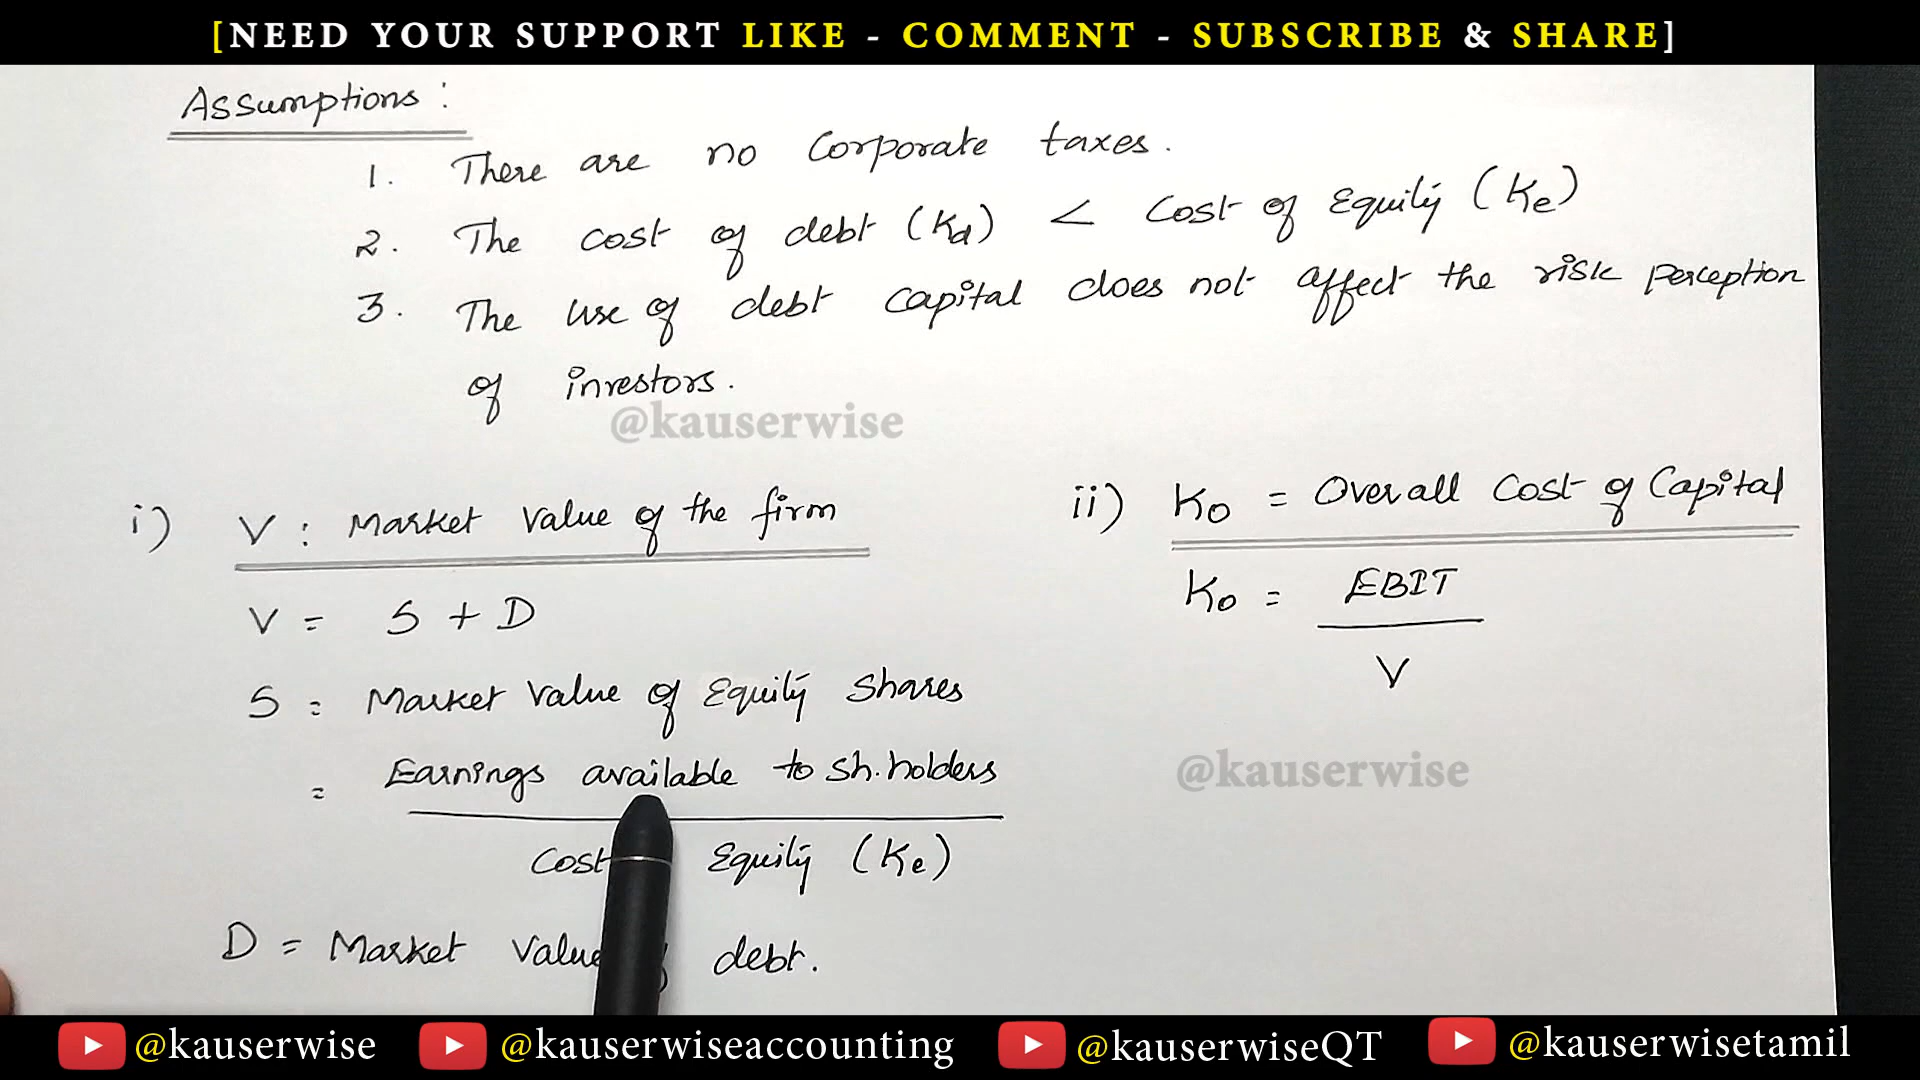 [NEED YOUR SUPPORT LIKE - COMMENT - SUBSCRIBE & SHARE]
Assumptions :
1. There are no Corporate taxes.
2. The cost of debt (Kd) < Cost of Equity (Ke)
3. The use of debt capital does not affect the risk perception
of investors.
@kauserwise
i) V : Market Value of the firm
V = S + D
S = Market Value of Equity Shares
= Earnings available to Sh.holders
Cost Equity (Ke)
D = Market Value debt.
ii) Ko = Overall Cost of Capital
Ko = EBIT
V
@kauserwise
@kauserwise
@kauserwiseaccounting
@kauserwiseQT
@kauserwisetamil